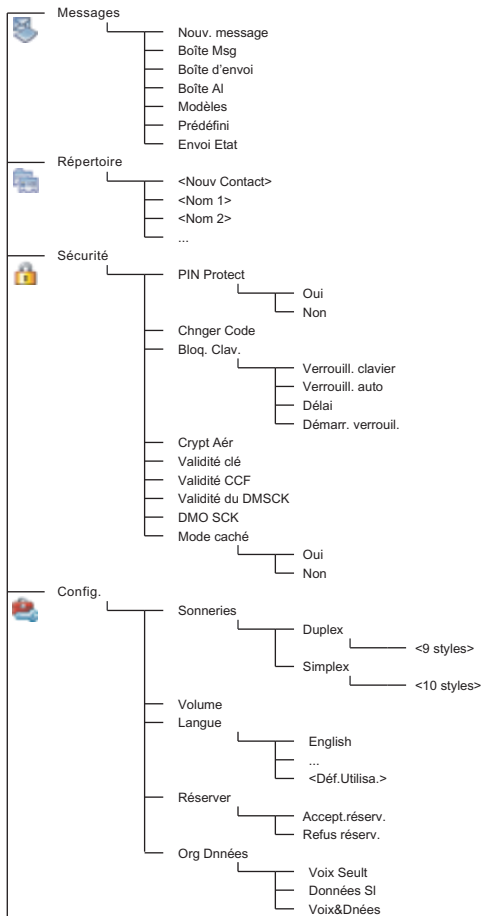 Messages
Nouv. message
Boîte Msg
Boîte d'envoi
Boîte Al
Modèles
Prédéfini
Envoi Etat
Répertoire
<Nouv Contact>
<Nom 1>
<Nom 2>
...
Sécurité
PIN Protect
Oui
Non
Chnger Code
Bloq. Clav.
Verrouill. clavier
Verrouill. auto
Délai
Démarr. verrouil.
Crypt Aér
Validité clé
Validité CCF
Validité du DMSCK
DMO SCK
Mode caché
Oui
Non
Config.
Sonneries
Duplex
<9 styles>
Simplex
<10 styles>
Volume
Langue
English
...
<Déf.Utilisa.>
Réserver
Accept.réserv.
Refus réserv.
Org Dnnées
Voix Seult
Données Sl
Voix&Dnées